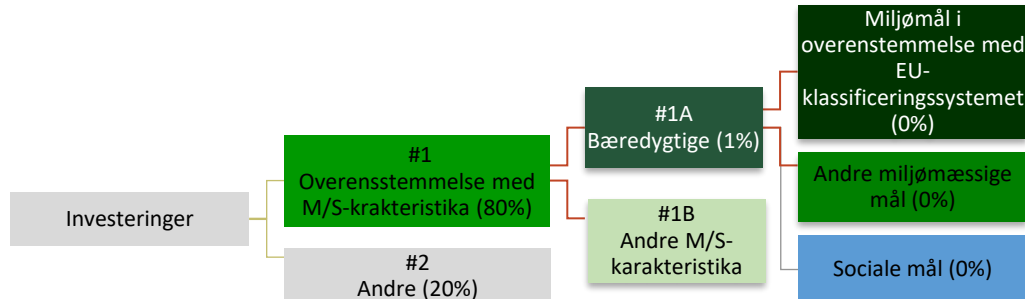 Investeringer
#1
Overensstemmelse med
M/S-krakteristika (80%)
#2
Andre (20%)
#1A
Bæredygtige (1%)
#1B
Andre M/S-
karakteristika
Miljømål i
overenstemmelse med
EU-
klassificeringssystemet
(0%)
Andre miljømæssige
mål (0%)
Sociale mål (0%)